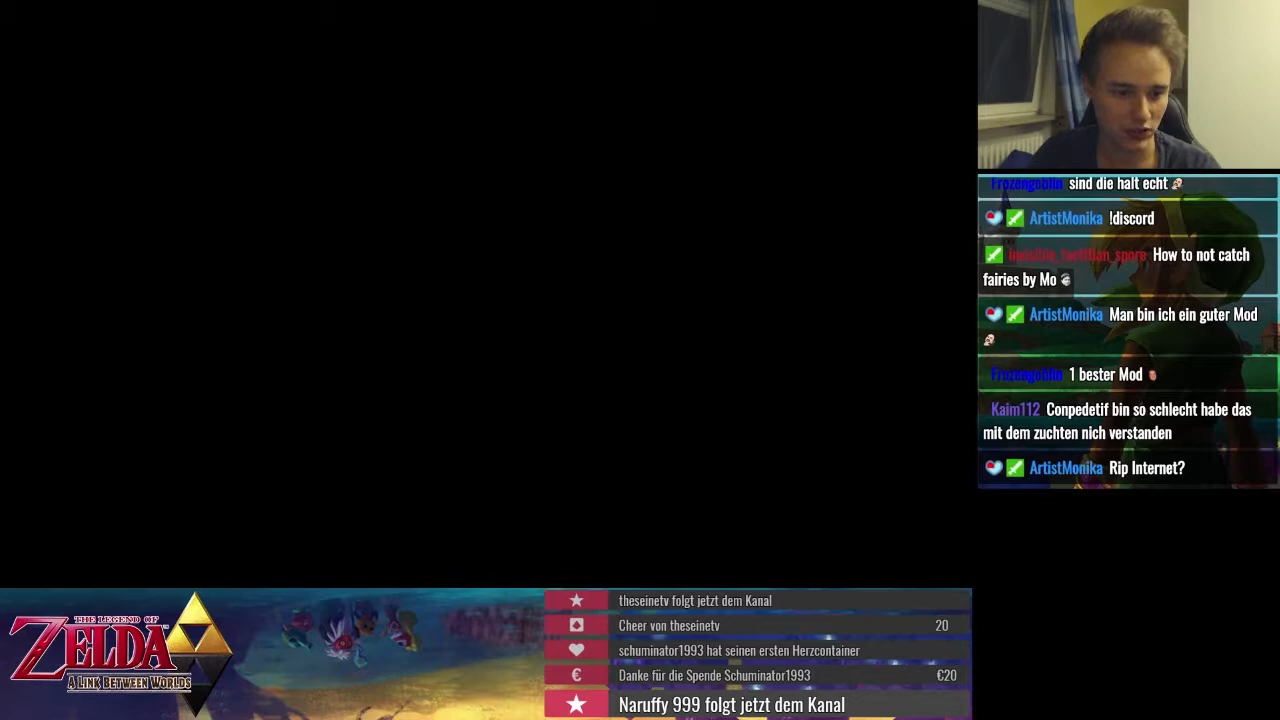 Frozengoblin sind die halt echt
ArtistMonika !discord
How to not catch
fairies by Mo
ArtistMonika Man bin ich ein guter Mod
Frozengoblin 1 bester Mod
Kaim112 Conpedetif bin so schlecht habe das
mit dem zuchten nich verstanden
ArtistMonika Rip Internet?
THE LEGEND OF
ZELDA
A LINK BETWEEN WORLDS
theseinetv folgt jetzt dem Kanal
Cheer von theseinetv 20
schuminator1993 hat seinen ersten Herzcontainer
Danke für die Spende Schuminator1993 €20
Naruffy 999 folgt jetzt dem Kanal